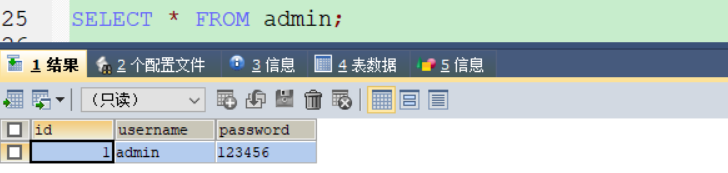 25 SELECT * FROM admin;
1 结果 2 个配置文件 3 信息 4 表数据 5 信息
(只读)
id username password
1 admin 123456